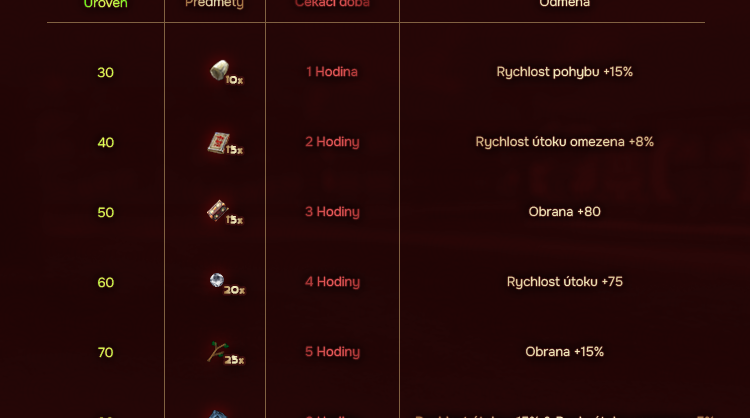 Úroveň Předměty Čekací doba Odměna
30 10x 1 Hodina Rychlost pohybu +15%
40 15x 2 Hodiny Rychlost útoku omezena +8%
50 15x 3 Hodiny Obrana +80
60 20x 4 Hodiny Rychlost útoku +75
70 25x 5 Hodiny Obrana +15%